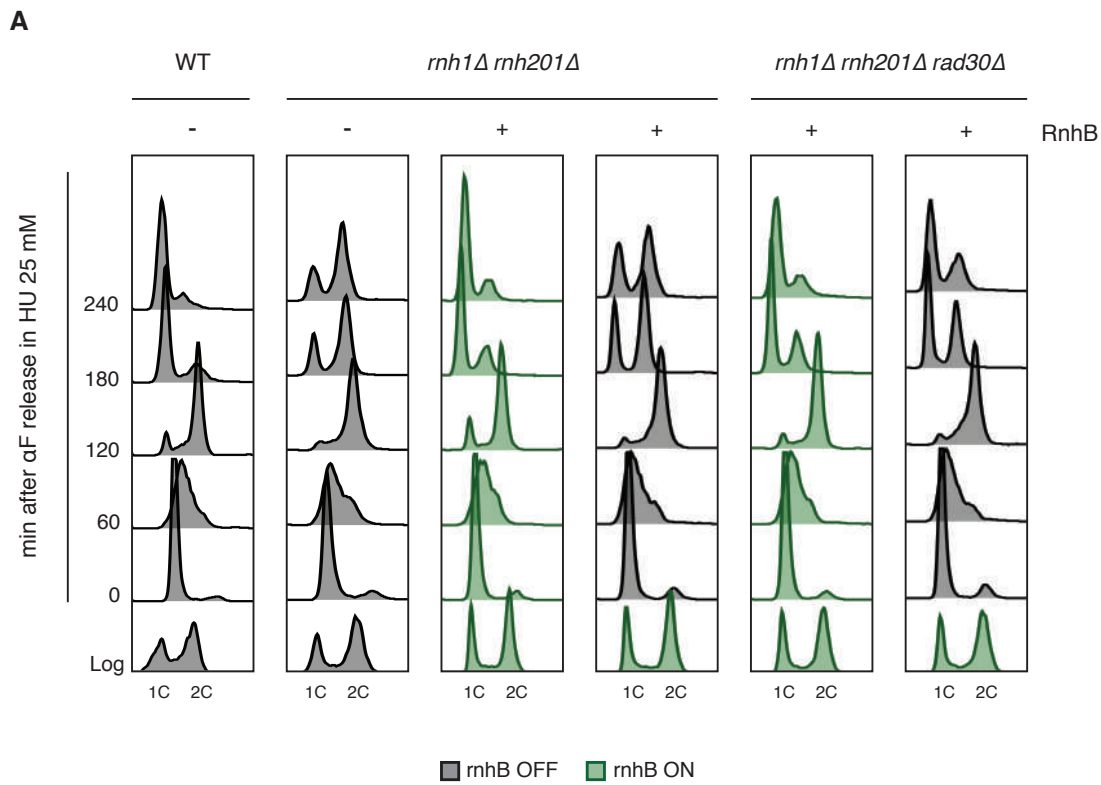 A
WT rnh1Δ rnh201Δ rnh1Δ rnh201Δ rad30Δ
- - + + + + RnhB
min after αF release in HU 25 mM
240
180
120
60
0
Log
1C 2C 1C 2C 1C 2C 1C 2C 1C 2C 1C 2C
rnhB OFF rnhB ON